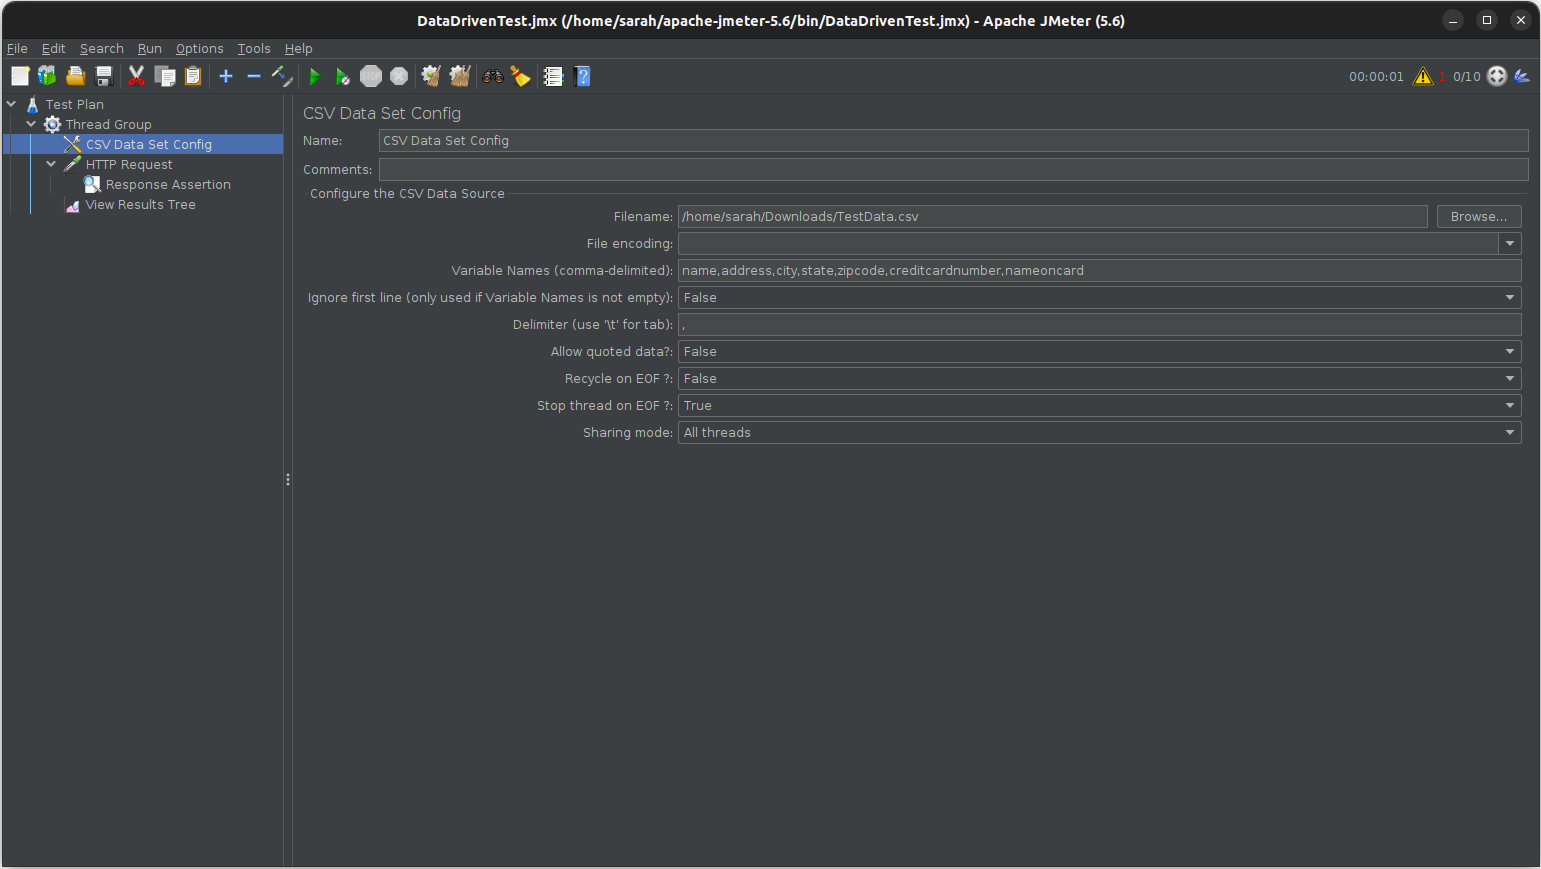 DataDrivenTest.jmx (/home/sarah/apache-jmeter-5.6/bin/DataDrivenTest.jmx) - Apache JMeter (5.6)
File Edit Search Run Options Tools Help
STOP
00:00:01 1 0/10
Test Plan
Thread Group
CSV Data Set Config
HTTP Request
Response Assertion
View Results Tree
CSV Data Set Config
Name: CSV Data Set Config
Comments:
Configure the CSV Data Source
Filename: /home/sarah/Downloads/TestData.csv Browse...
File encoding:
Variable Names (comma-delimited): name,address,city,state,zipcode,creditcardnumber,nameoncard
Ignore first line (only used if Variable Names is not empty): False
Delimiter (use '\t' for tab): ,
Allow quoted data?: False
Recycle on EOF ?: False
Stop thread on EOF ?: True
Sharing mode: All threads